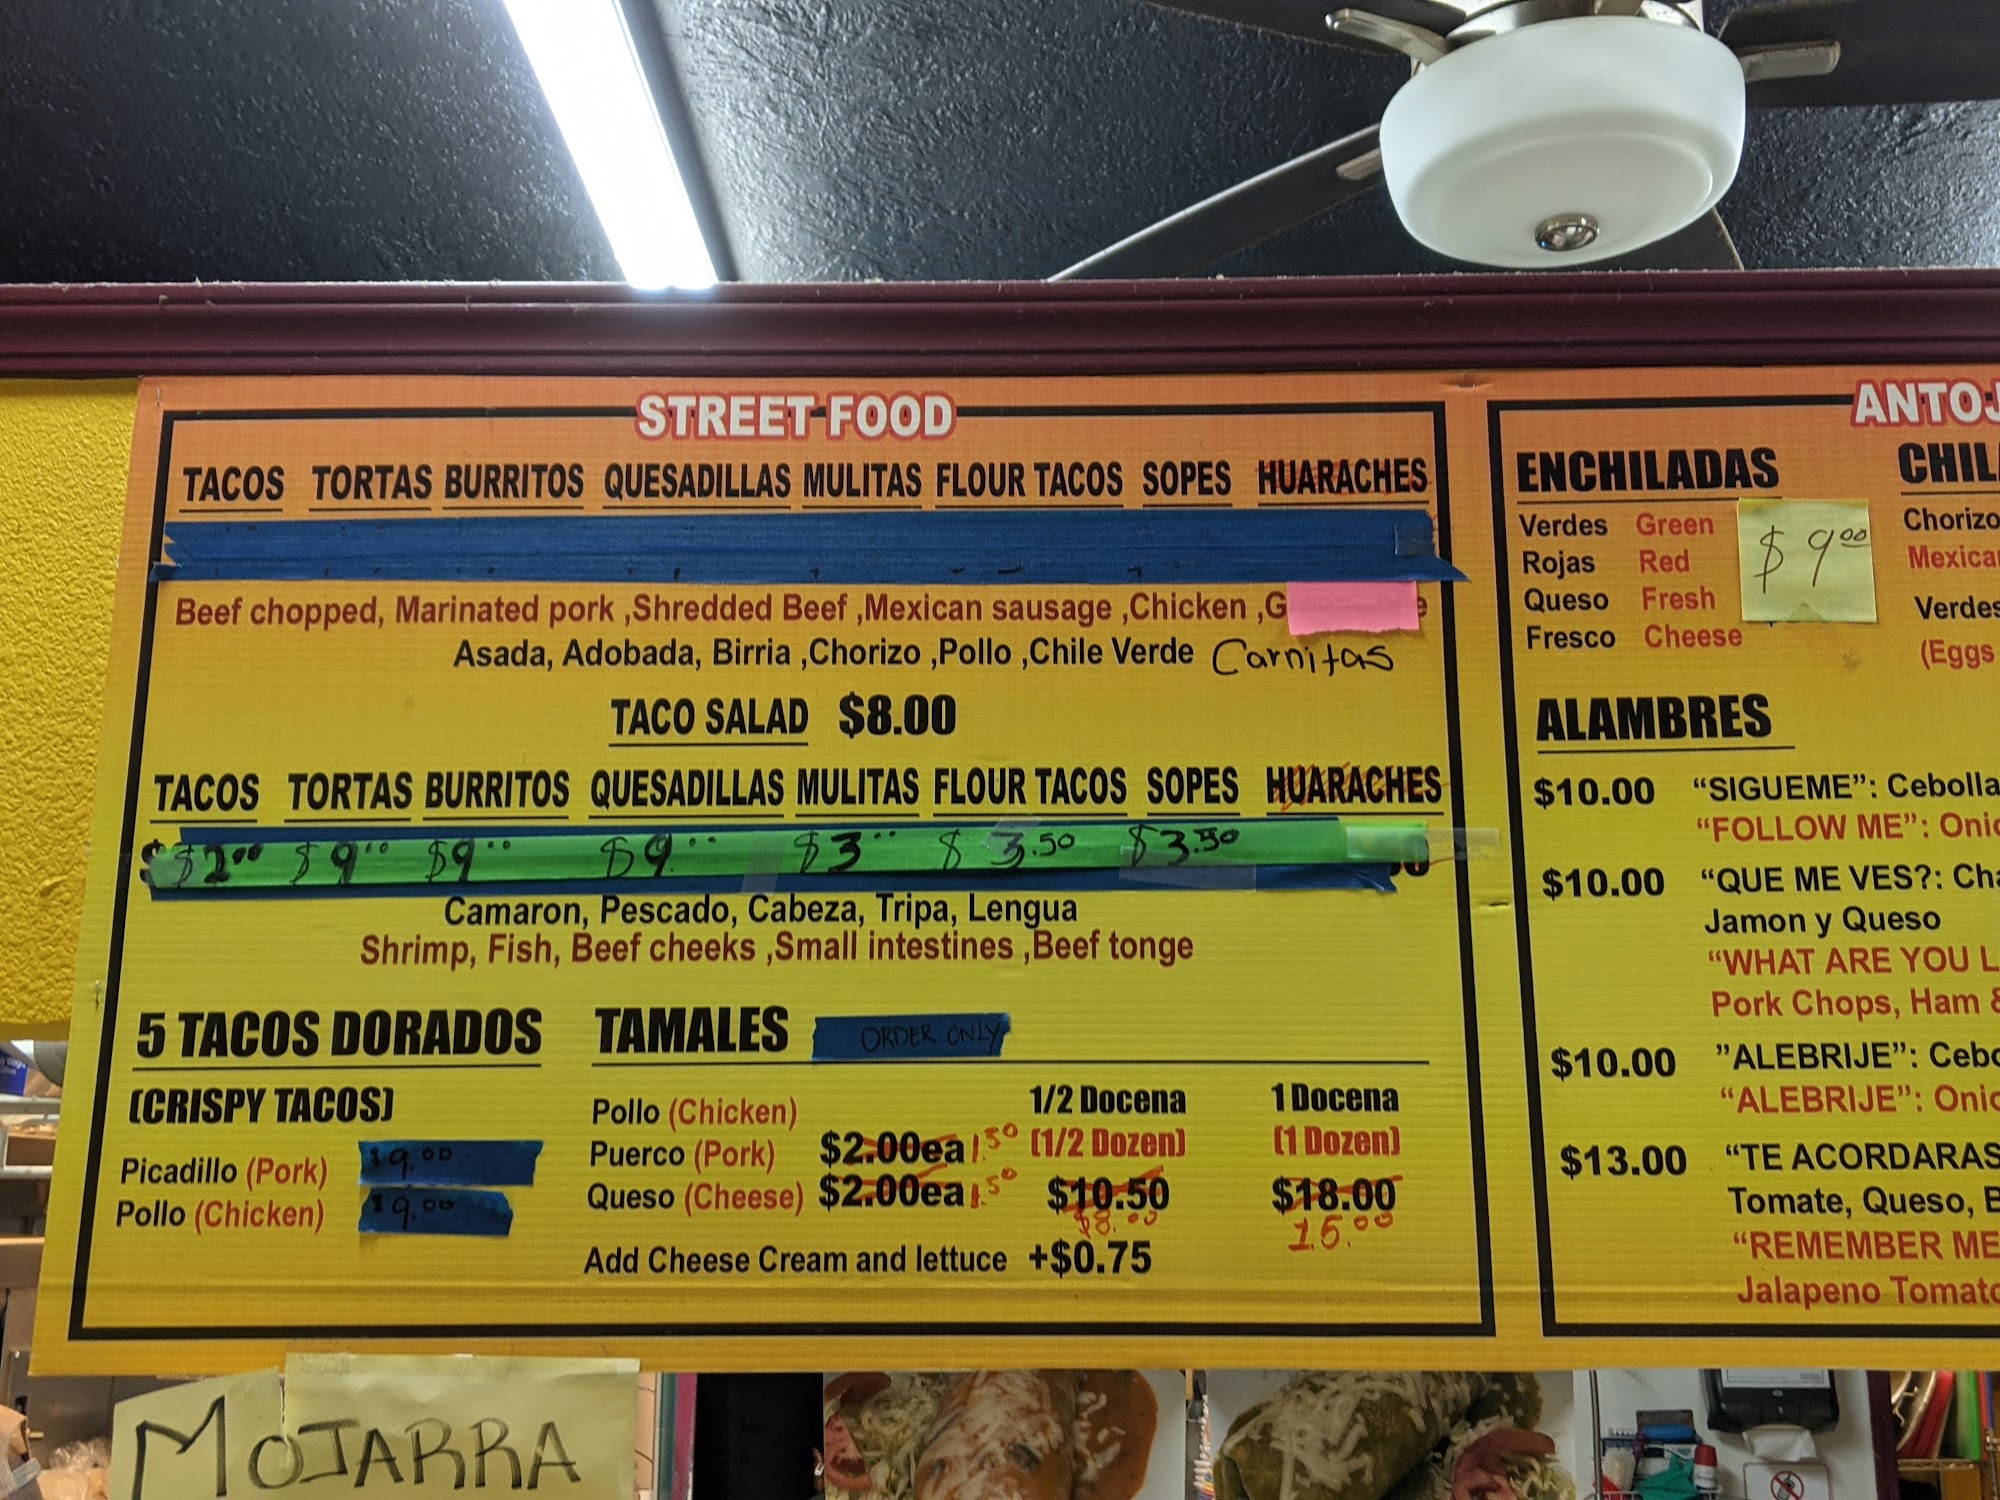 STREET FOOD
TACOS TORTAS BURRITOS QUESADILLAS MULITAS FLOUR TACOS SOPES HUARACHES
Beef chopped, Marinated pork ,Shredded Beef ,Mexican sausage ,Chicken ,G
Asada, Adobada, Birria ,Chorizo ,Pollo ,Chile Verde Carnitas
TACO SALAD $8.00
TACOS TORTAS BURRITOS QUESADILLAS MULITAS FLOUR TACOS SOPES HUARACHES
$2.00 $9.00 $9.00 $9.00 $3.00 $3.50 $3.50
Camaron, Pescado, Cabeza, Tripa, Lengua
Shrimp, Fish, Beef cheeks ,Small intestines ,Beef tonge
5 TACOS DORADOS
(CRISPY TACOS)
Picadillo (Pork) $9.00
Pollo (Chicken) $9.00
TAMALES ORDER ONLY
1/2 Docena 1 Docena
(1/2 Dozen) (1 Dozen)
Pollo (Chicken)
Puerco (Pork) $2.00ea 1.50
Queso (Cheese) $2.00ea 1.50 $10.50 $18.00
$8.00 15.00
Add Cheese Cream and lettuce +$0.75
ANTOJ
ENCHILADAS
Verdes Green
Rojas Red
Queso Fresh
Fresco Cheese
$9.00
CHIL
Chorizo
Mexica
Verdes
(Eggs
ALAMBRES
$10.00 “SIGUEME”: Cebolla
“FOLLOW ME”: Onio
$10.00 “QUE ME VES?: Cha
Jamon y Queso
“WHAT ARE YOU L
Pork Chops, Ham &
$10.00 ”ALEBRIJE”: Cebo
“ALEBRIJE”: Onio
$13.00 “TE ACORDARAS
Tomate, Queso, B
“REMEMBER ME
Jalapeno Tomato
MOJARRA